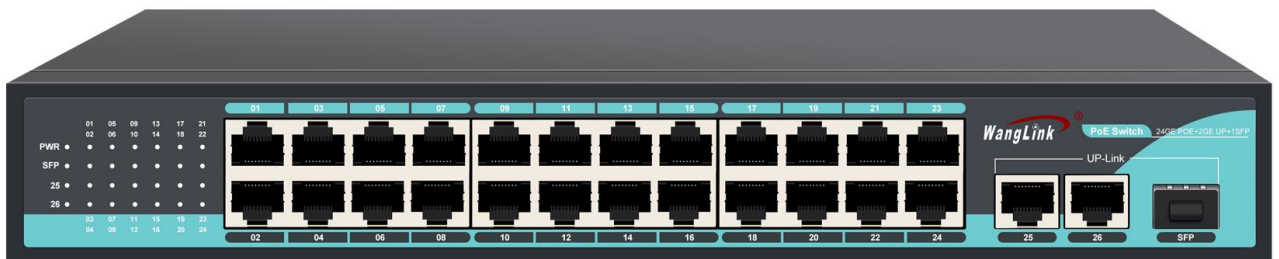 01 03 05 07 09 11 13 15 17 19 21 23
01 05 09 13 17 21
02 06 10 14 18 22
PWR
SFP
25
26
03 07 11 15 19 23
04 08 12 16 20 24
02 04 06 08 10 12 14 16 18 20 22 24
WangLink®
PoE Switch
24GE POE+2GE UP+1SFP
UP-Link
25 26 SFP